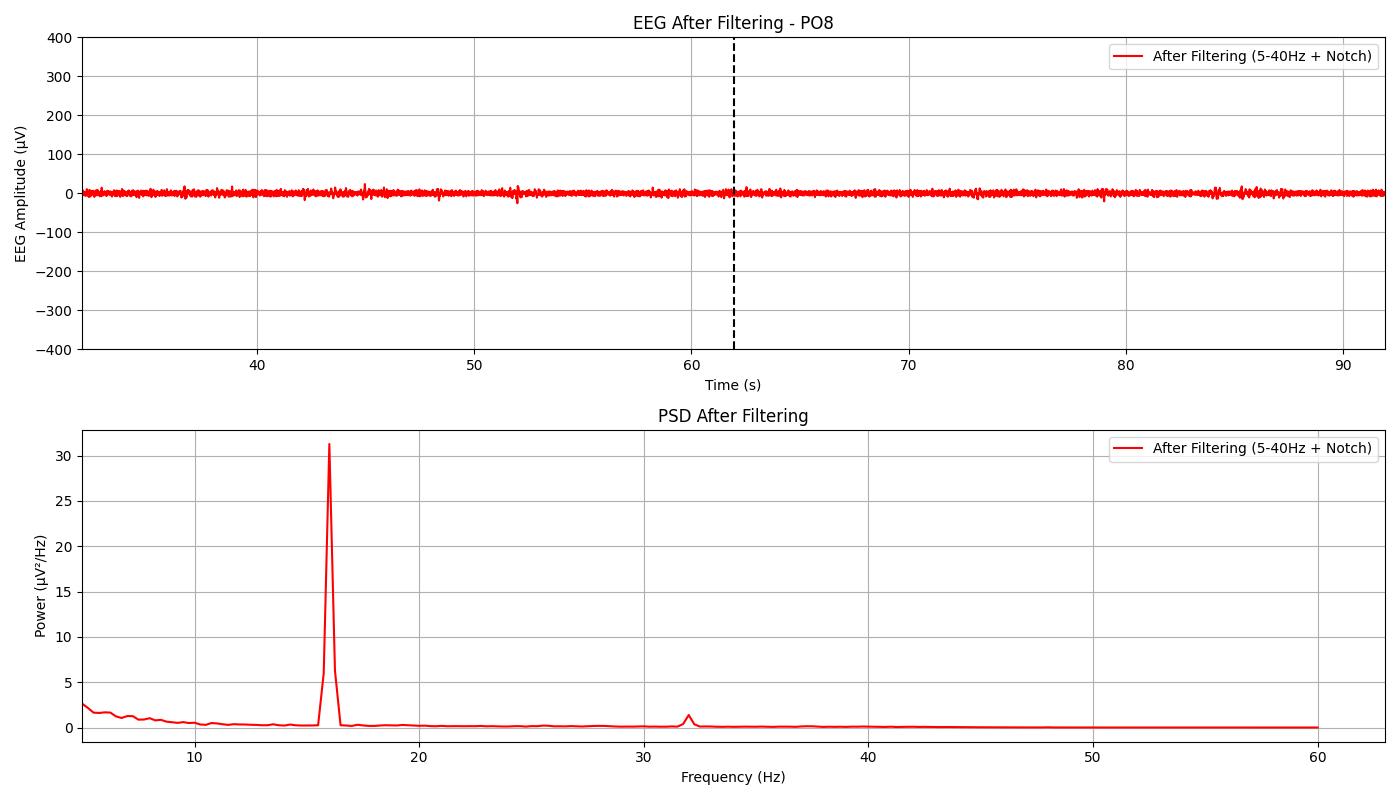 EEG After Filtering - PO8
After Filtering (5-40Hz + Notch)
EEG Amplitude (µV)
400
300
200
100
0
−100
−200
−300
−400
40 50 60 70 80 90
Time (s)
PSD After Filtering
After Filtering (5-40Hz + Notch)
Power (µV²/Hz)
30
25
20
15
10
5
0
10 20 30 40 50 60
Frequency (Hz)